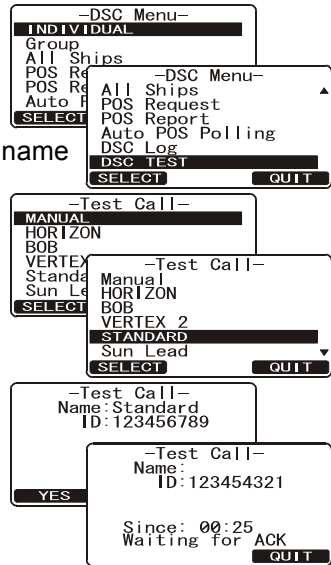 -DSC Menu-
INDIVIDUAL
Group
All Ships
POS Re
POS Re
Auto P
SELECT
-DSC Menu-
All Ships
POS Request
POS Report
Auto POS Polling
DSC Log
DSC TEST
SELECT QUIT
name
-Test Call-
MANUAL
HORIZON
BOB
VERTEX
Standa
Sun Le
SELECT
-Test Call-
Manual
HORIZON
BOB
VERTEX 2
STANDARD
Sun Lead
SELECT QUIT
-Test Call-
Name:Standard
ID:123456789
YES
-Test Call-
Name:
ID:123454321
Since: 00:25
Waiting for ACK
QUIT